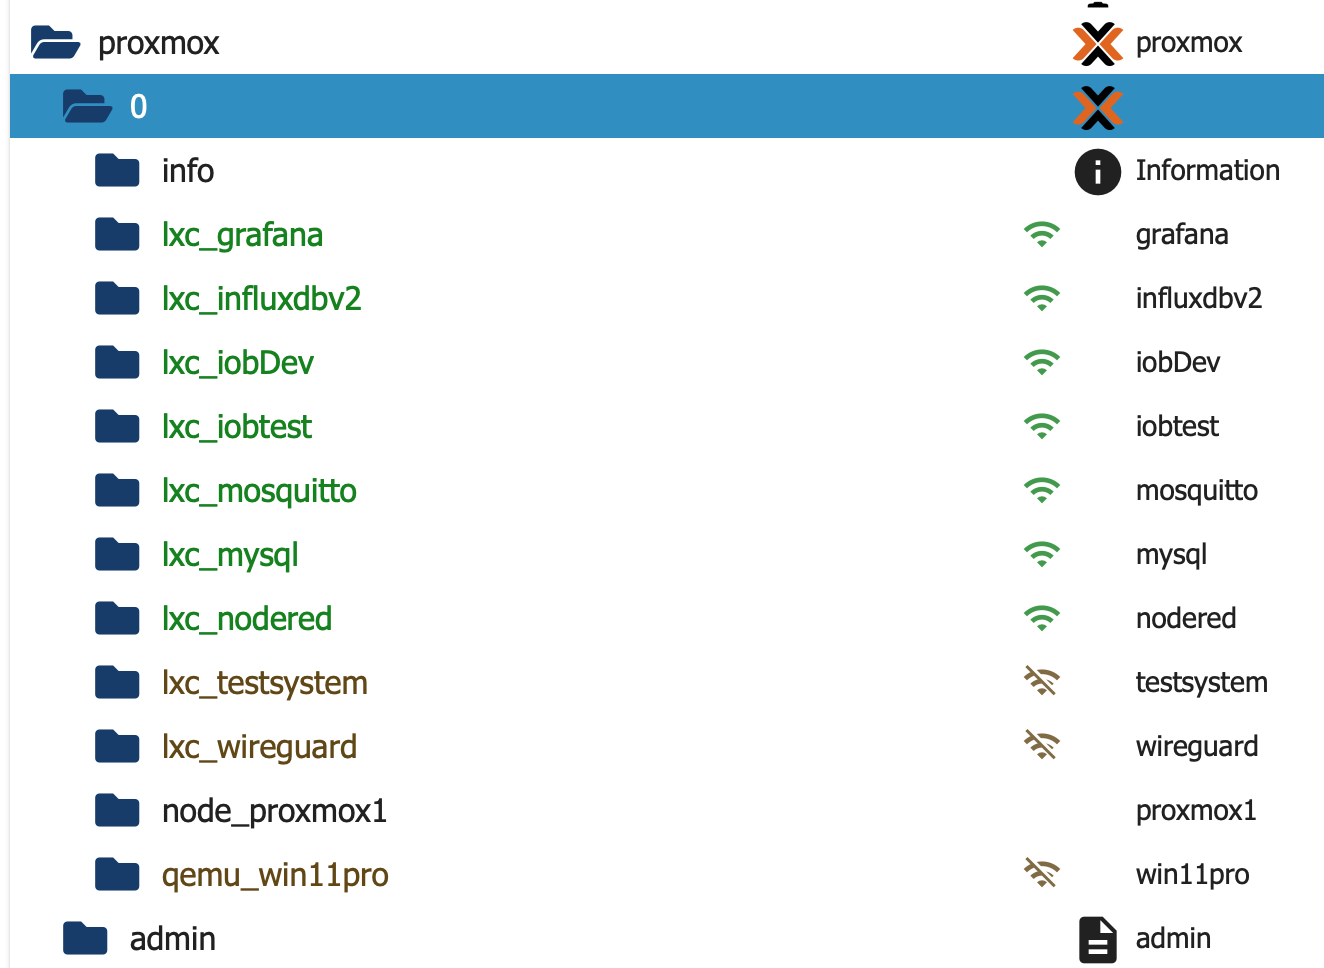 proxmox proxmox
0
info Information
lxc_grafana grafana
lxc_influxdbv2 influxdbv2
lxc_iobDev iobDev
lxc_iobtest iobtest
lxc_mosquitto mosquitto
lxc_mysql mysql
lxc_nodered nodered
lxc_testsystem testsystem
lxc_wireguard wireguard
node_proxmox1 proxmox1
qemu_win11pro win11pro
admin admin